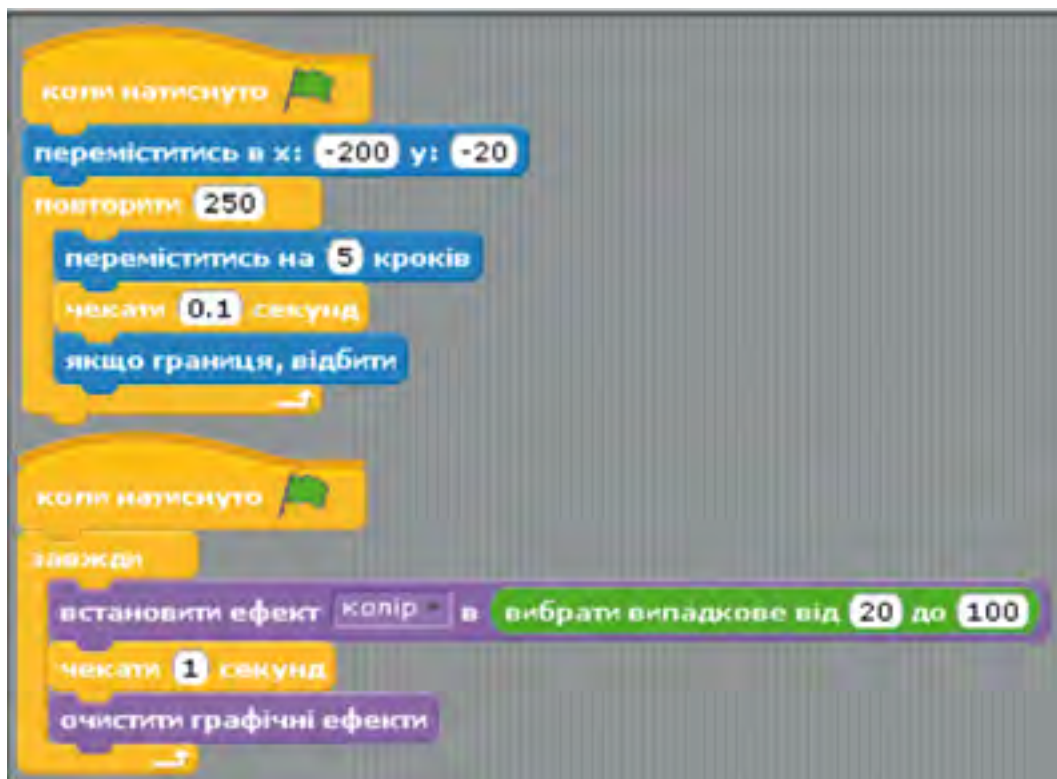 коли натиснуто
переміститись в x: -200 y: -20
повторити 250
переміститись на 5 кроків
чекати 0.1 секунд
якщо границя, відбити
коли натиснуто
завжди
встановити ефект колір в вибрати випадкове від 20 до 100
чекати 1 секунд
очистити графічні ефекти